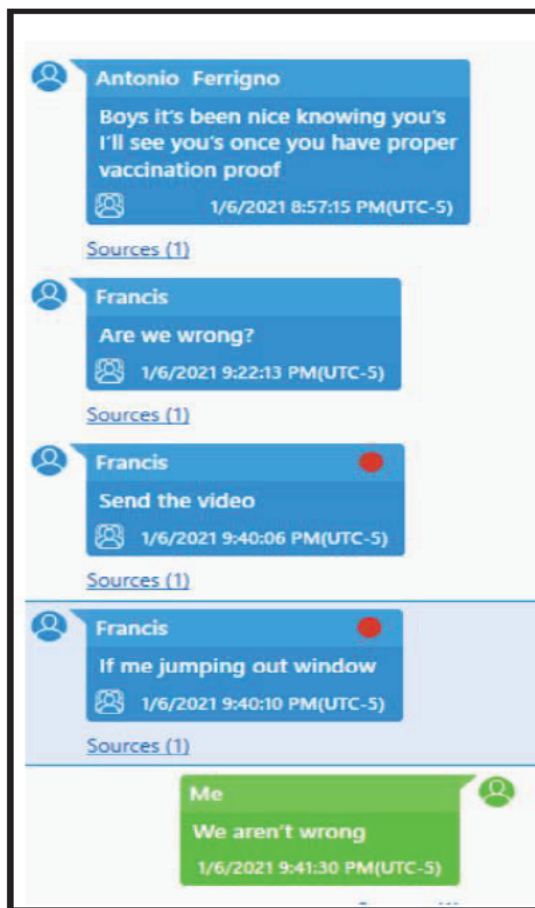 Antonio Ferrigno
Boys it's been nice knowing you's
I'll see you's once you have proper
vaccination proof
1/6/2021 8:57:15 PM(UTC-5)
Sources (1)
Francis
Are we wrong?
1/6/2021 9:22:13 PM(UTC-5)
Sources (1)
Francis
Send the video
1/6/2021 9:40:06 PM(UTC-5)
Sources (1)
Francis
If me jumping out window
1/6/2021 9:40:10 PM(UTC-5)
Sources (1)
Me
We aren't wrong
1/6/2021 9:41:30 PM(UTC-5)